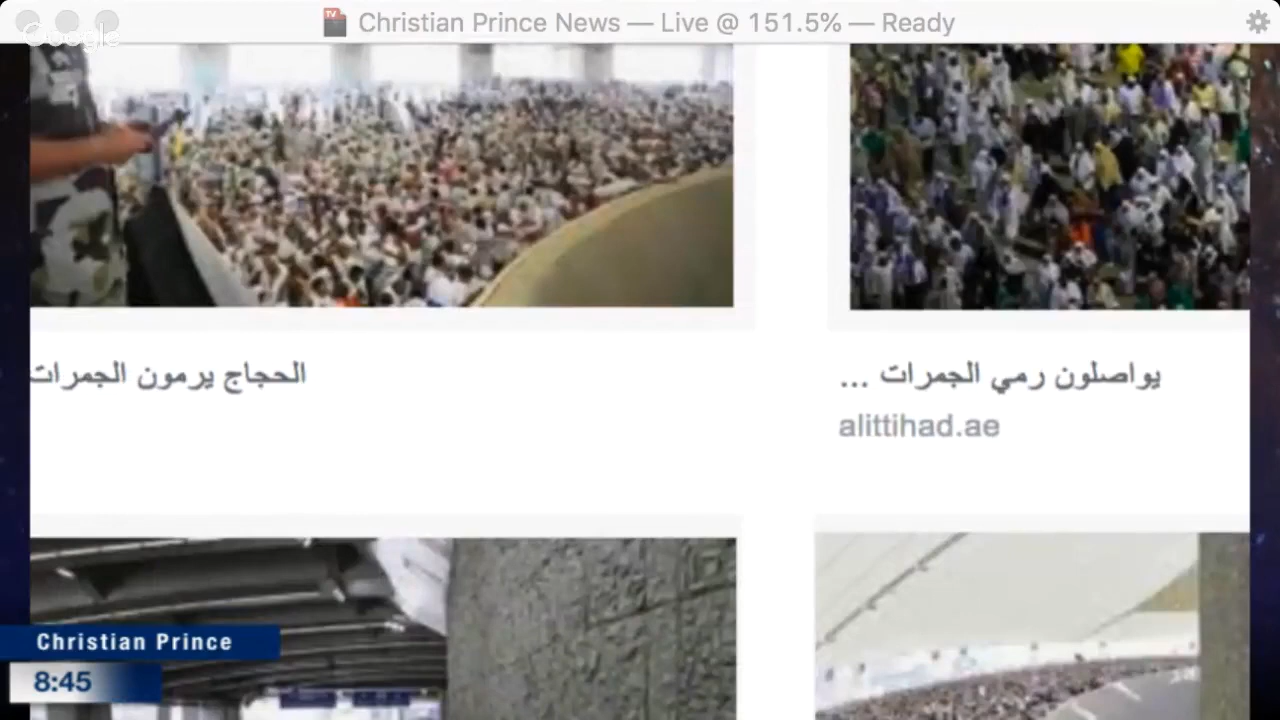 Christian Prince News — Live @ 151.5% — Ready
Google
الحجاج يرمون الجمرات
يواصلون رمي الجمرات ...
alittihad.ae
Christian Prince
8:45